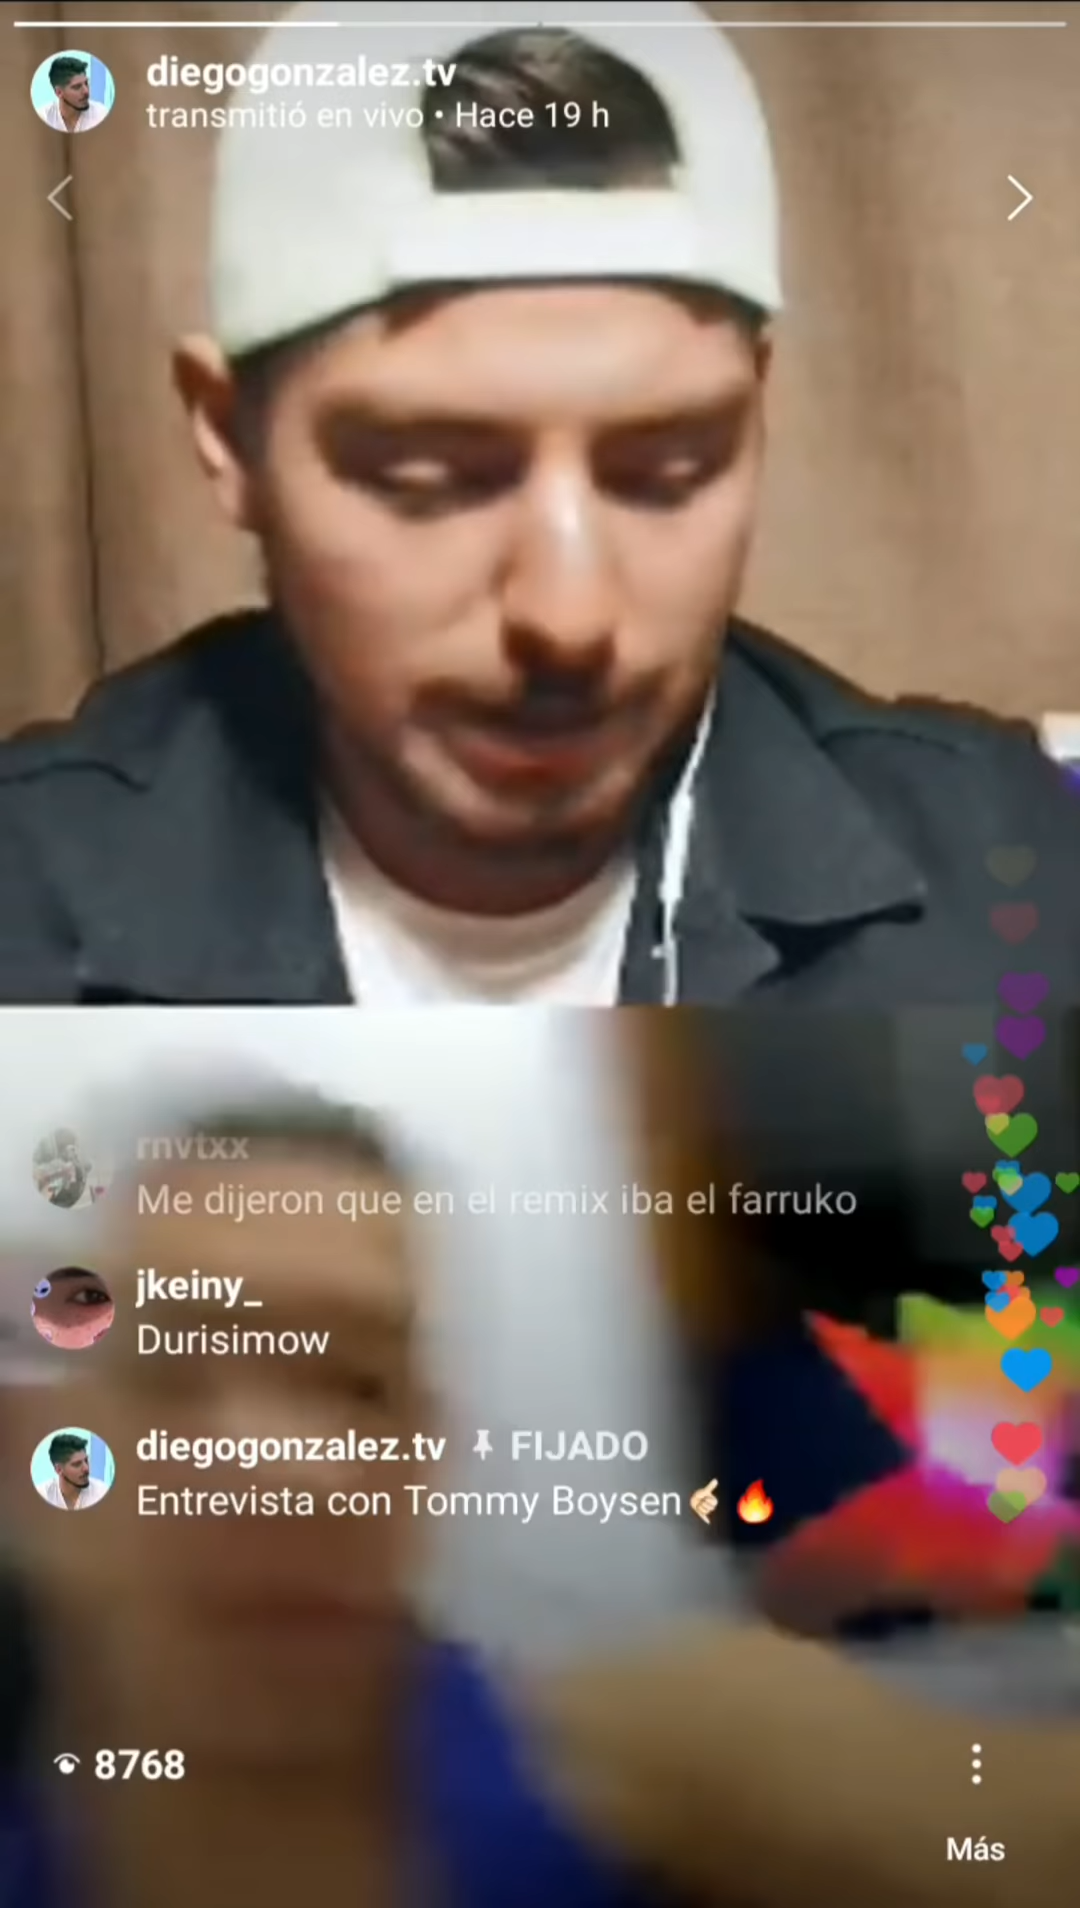 diegogonzalez.tv
transmitió en vivo • Hace 19 h
rnvtxx
Me dijeron que en el remix iba el farruko
jkeiny_
Durisimow
diegogonzalez.tv FIJADO
Entrevista con Tommy Boysen🤙🏻🔥
8768
Más